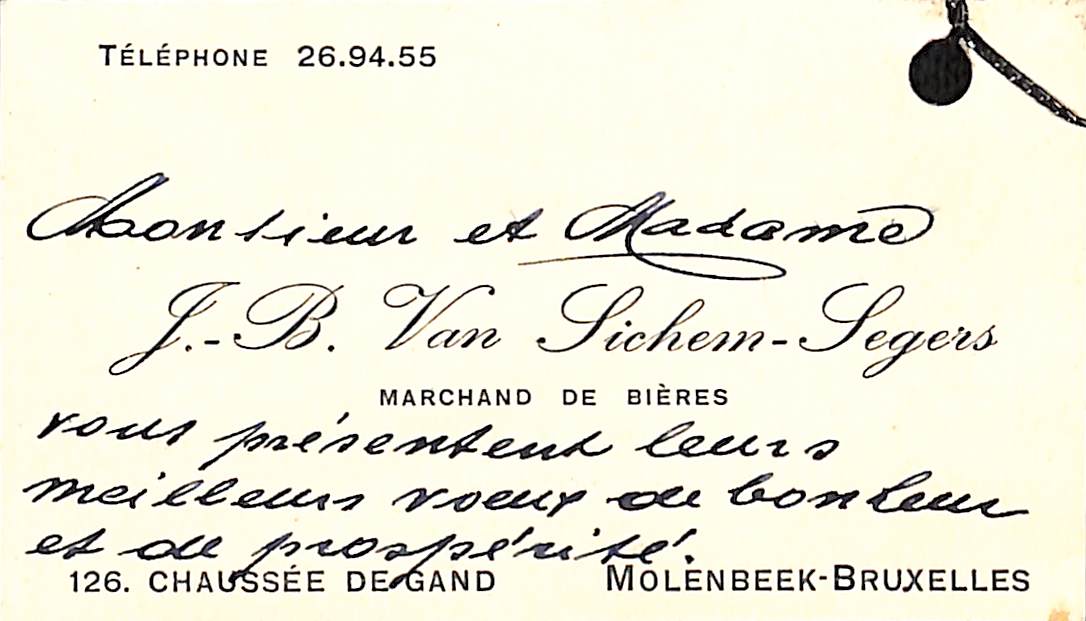 TÉLÉPHONE 26.94.55
Monsieur et Madame
J.-B. Van Sichem-Segers
MARCHAND DE BIÈRES
vous présentent leurs
meilleurs vœux de bonheur
et de prospérité.
126. CHAUSSÉE DE GAND MOLENBEEK-BRUXELLES